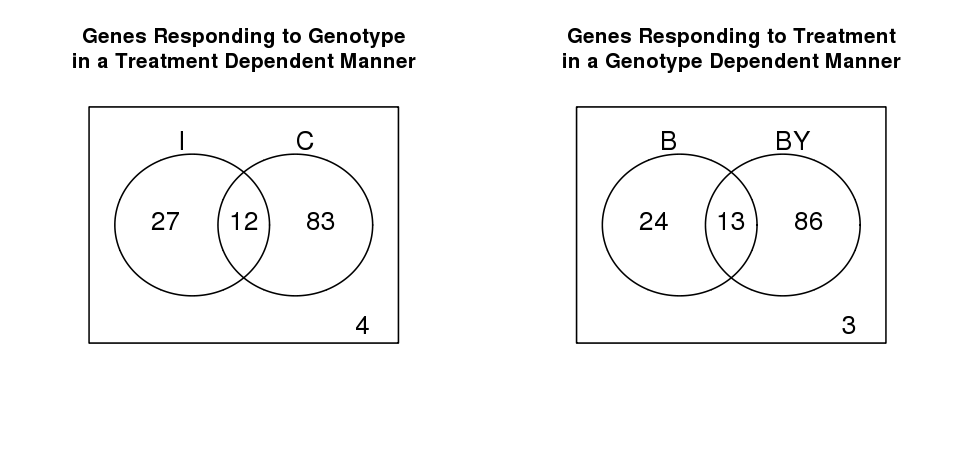 Genes Responding to Genotype
in a Treatment Dependent Manner
I C
27 12 83
4
Genes Responding to Treatment
in a Genotype Dependent Manner
B BY
24 13 86
3